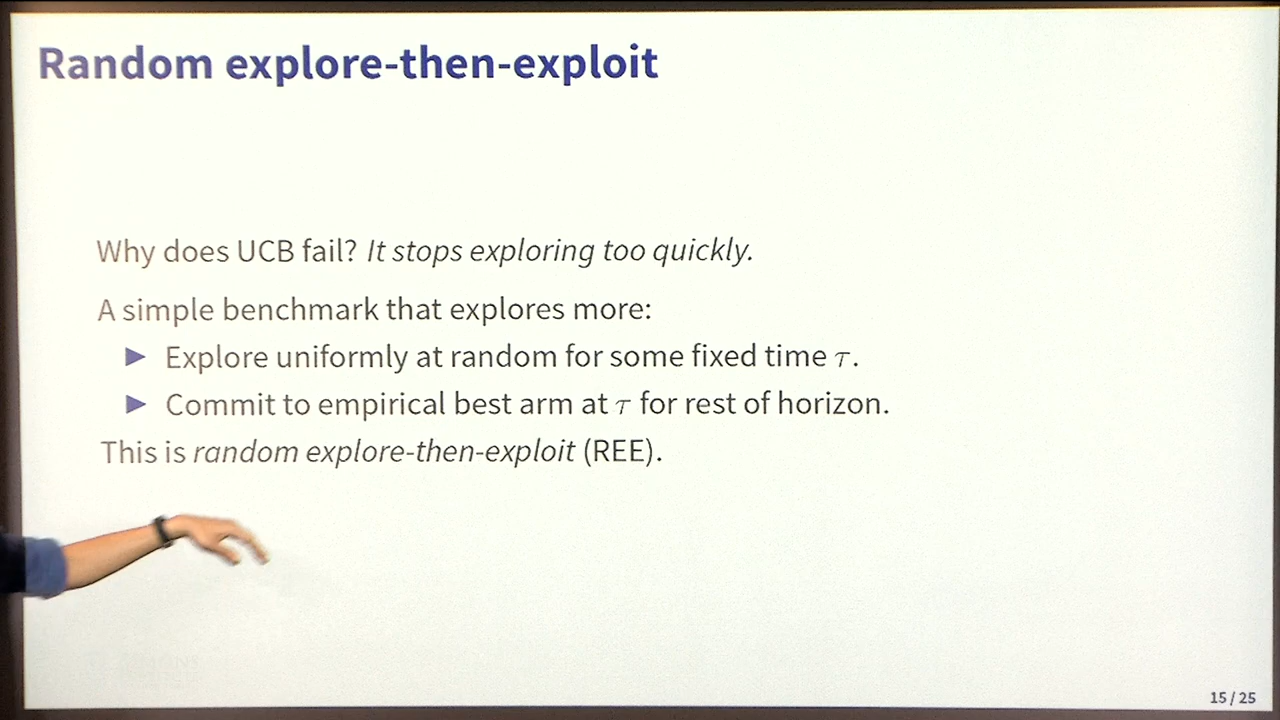 Random explore-then-exploit
Why does UCB fail? It stops exploring too quickly.
A simple benchmark that explores more:
▶ Explore uniformly at random for some fixed time τ.
▶ Commit to empirical best arm at τ for rest of horizon.
This is random explore-then-exploit (REE).
15 / 25